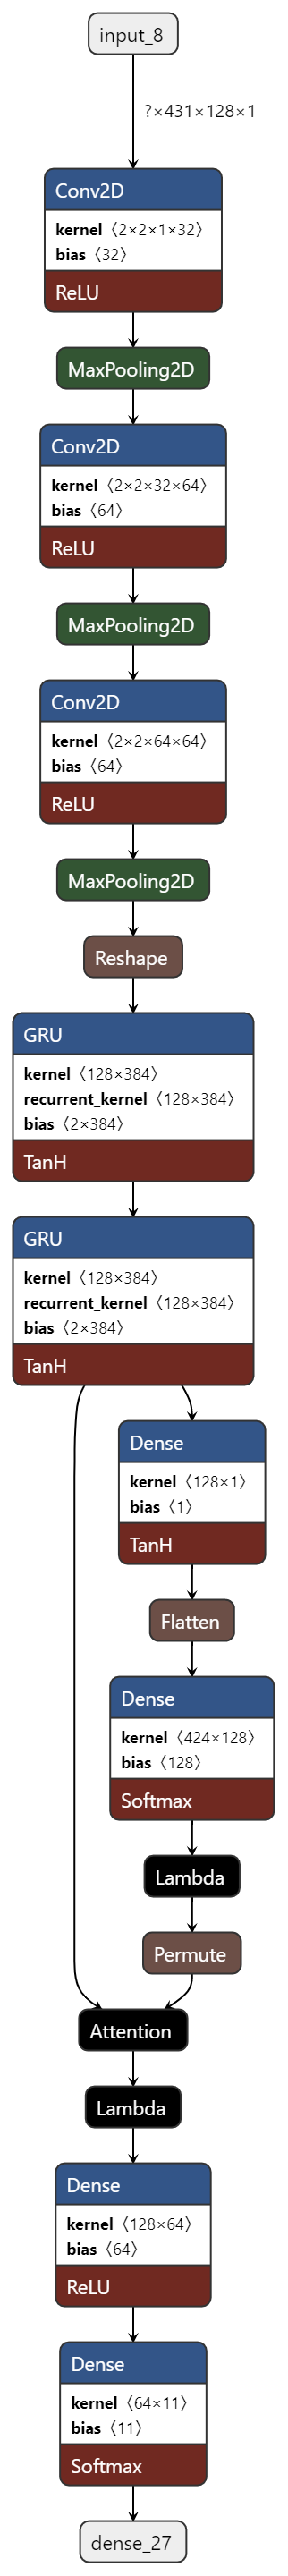 input_8
?×431×128×1
Conv2D
kernel〈2×2×1×32〉
bias〈32〉
ReLU
MaxPooling2D
Conv2D
kernel〈2×2×32×64〉
bias〈64〉
ReLU
MaxPooling2D
Conv2D
kernel〈2×2×64×64〉
bias〈64〉
ReLU
MaxPooling2D
Reshape
GRU
kernel〈128×384〉
recurrent_kernel〈128×384〉
bias〈2×384〉
TanH
GRU
kernel〈128×384〉
recurrent_kernel〈128×384〉
bias〈2×384〉
TanH
Dense
kernel〈128×1〉
bias〈1〉
TanH
Flatten
Dense
kernel〈424×128〉
bias〈128〉
Softmax
Lambda
Permute
Attention
Lambda
Dense
kernel〈128×64〉
bias〈64〉
ReLU
Dense
kernel〈64×11〉
bias〈11〉
Softmax
dense_27